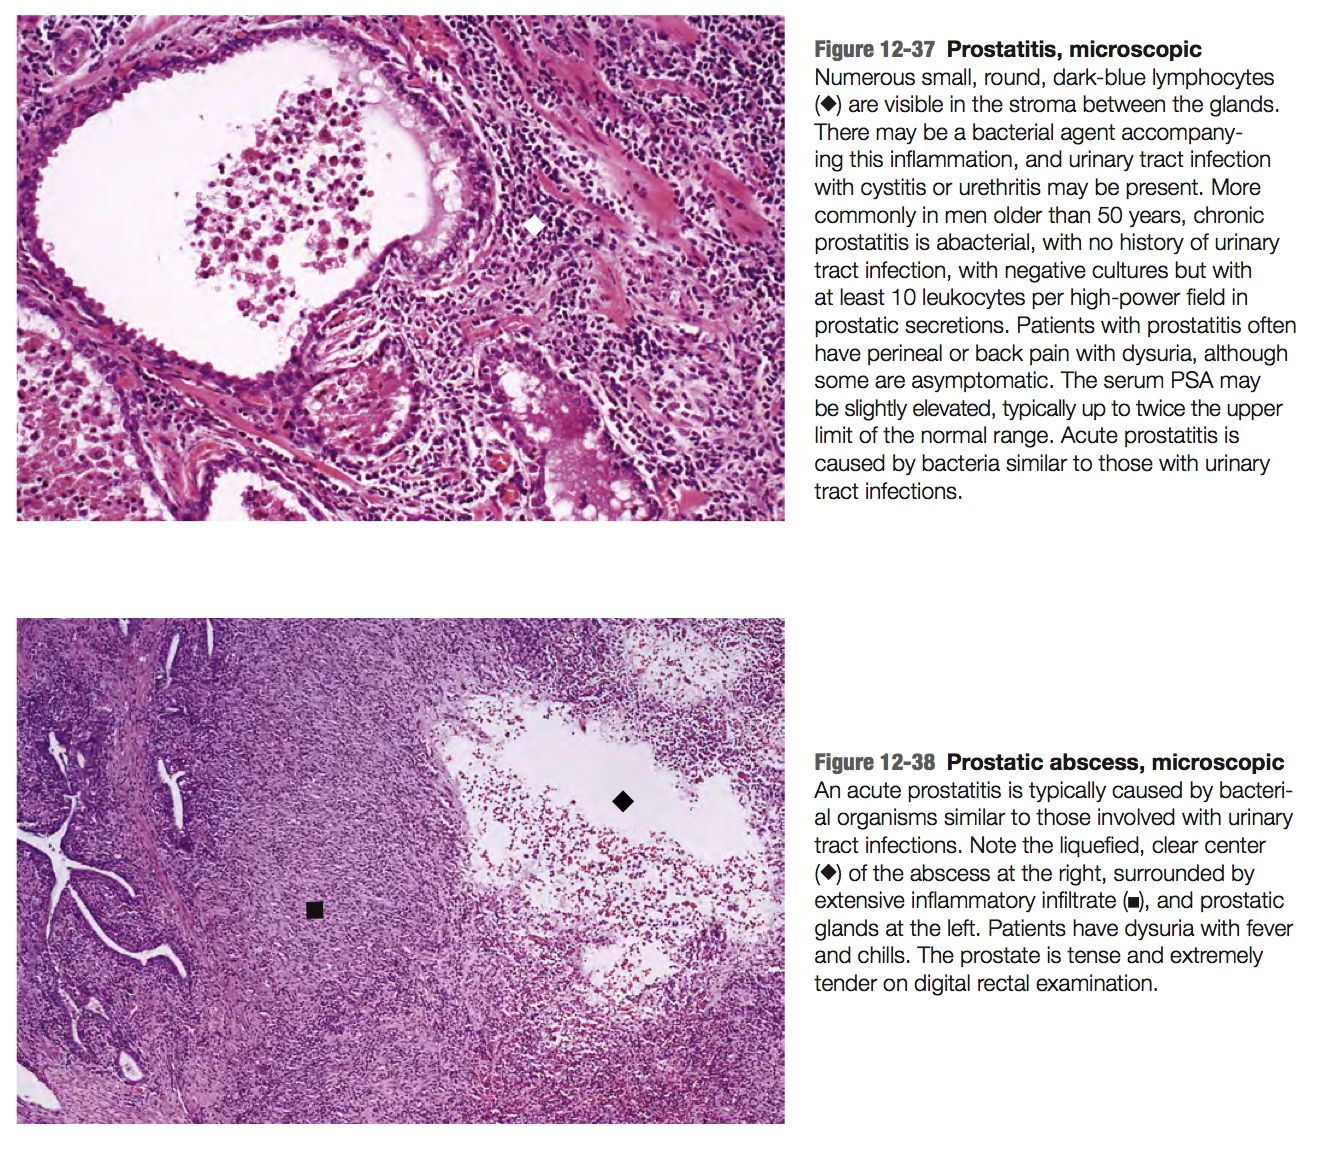 Figure 12-37 Prostatitis, microscopic
Numerous small, round, dark-blue lymphocytes
(◆) are visible in the stroma between the glands.
There may be a bacterial agent accompany-
ing this inflammation, and urinary tract infection
with cystitis or urethritis may be present. More
commonly in men older than 50 years, chronic
prostatitis is abacterial, with no history of urinary
tract infection, with negative cultures but with
at least 10 leukocytes per high-power field in
prostatic secretions. Patients with prostatitis often
have perineal or back pain with dysuria, although
some are asymptomatic. The serum PSA may
be slightly elevated, typically up to twice the upper
limit of the normal range. Acute prostatitis is
caused by bacteria similar to those with urinary
tract infections.
Figure 12-38 Prostatic abscess, microscopic
An acute prostatitis is typically caused by bacteri-
al organisms similar to those involved with urinary
tract infections. Note the liquefied, clear center
(◆) of the abscess at the right, surrounded by
extensive inflammatory infiltrate (■), and prostatic
glands at the left. Patients have dysuria with fever
and chills. The prostate is tense and extremely
tender on digital rectal examination.